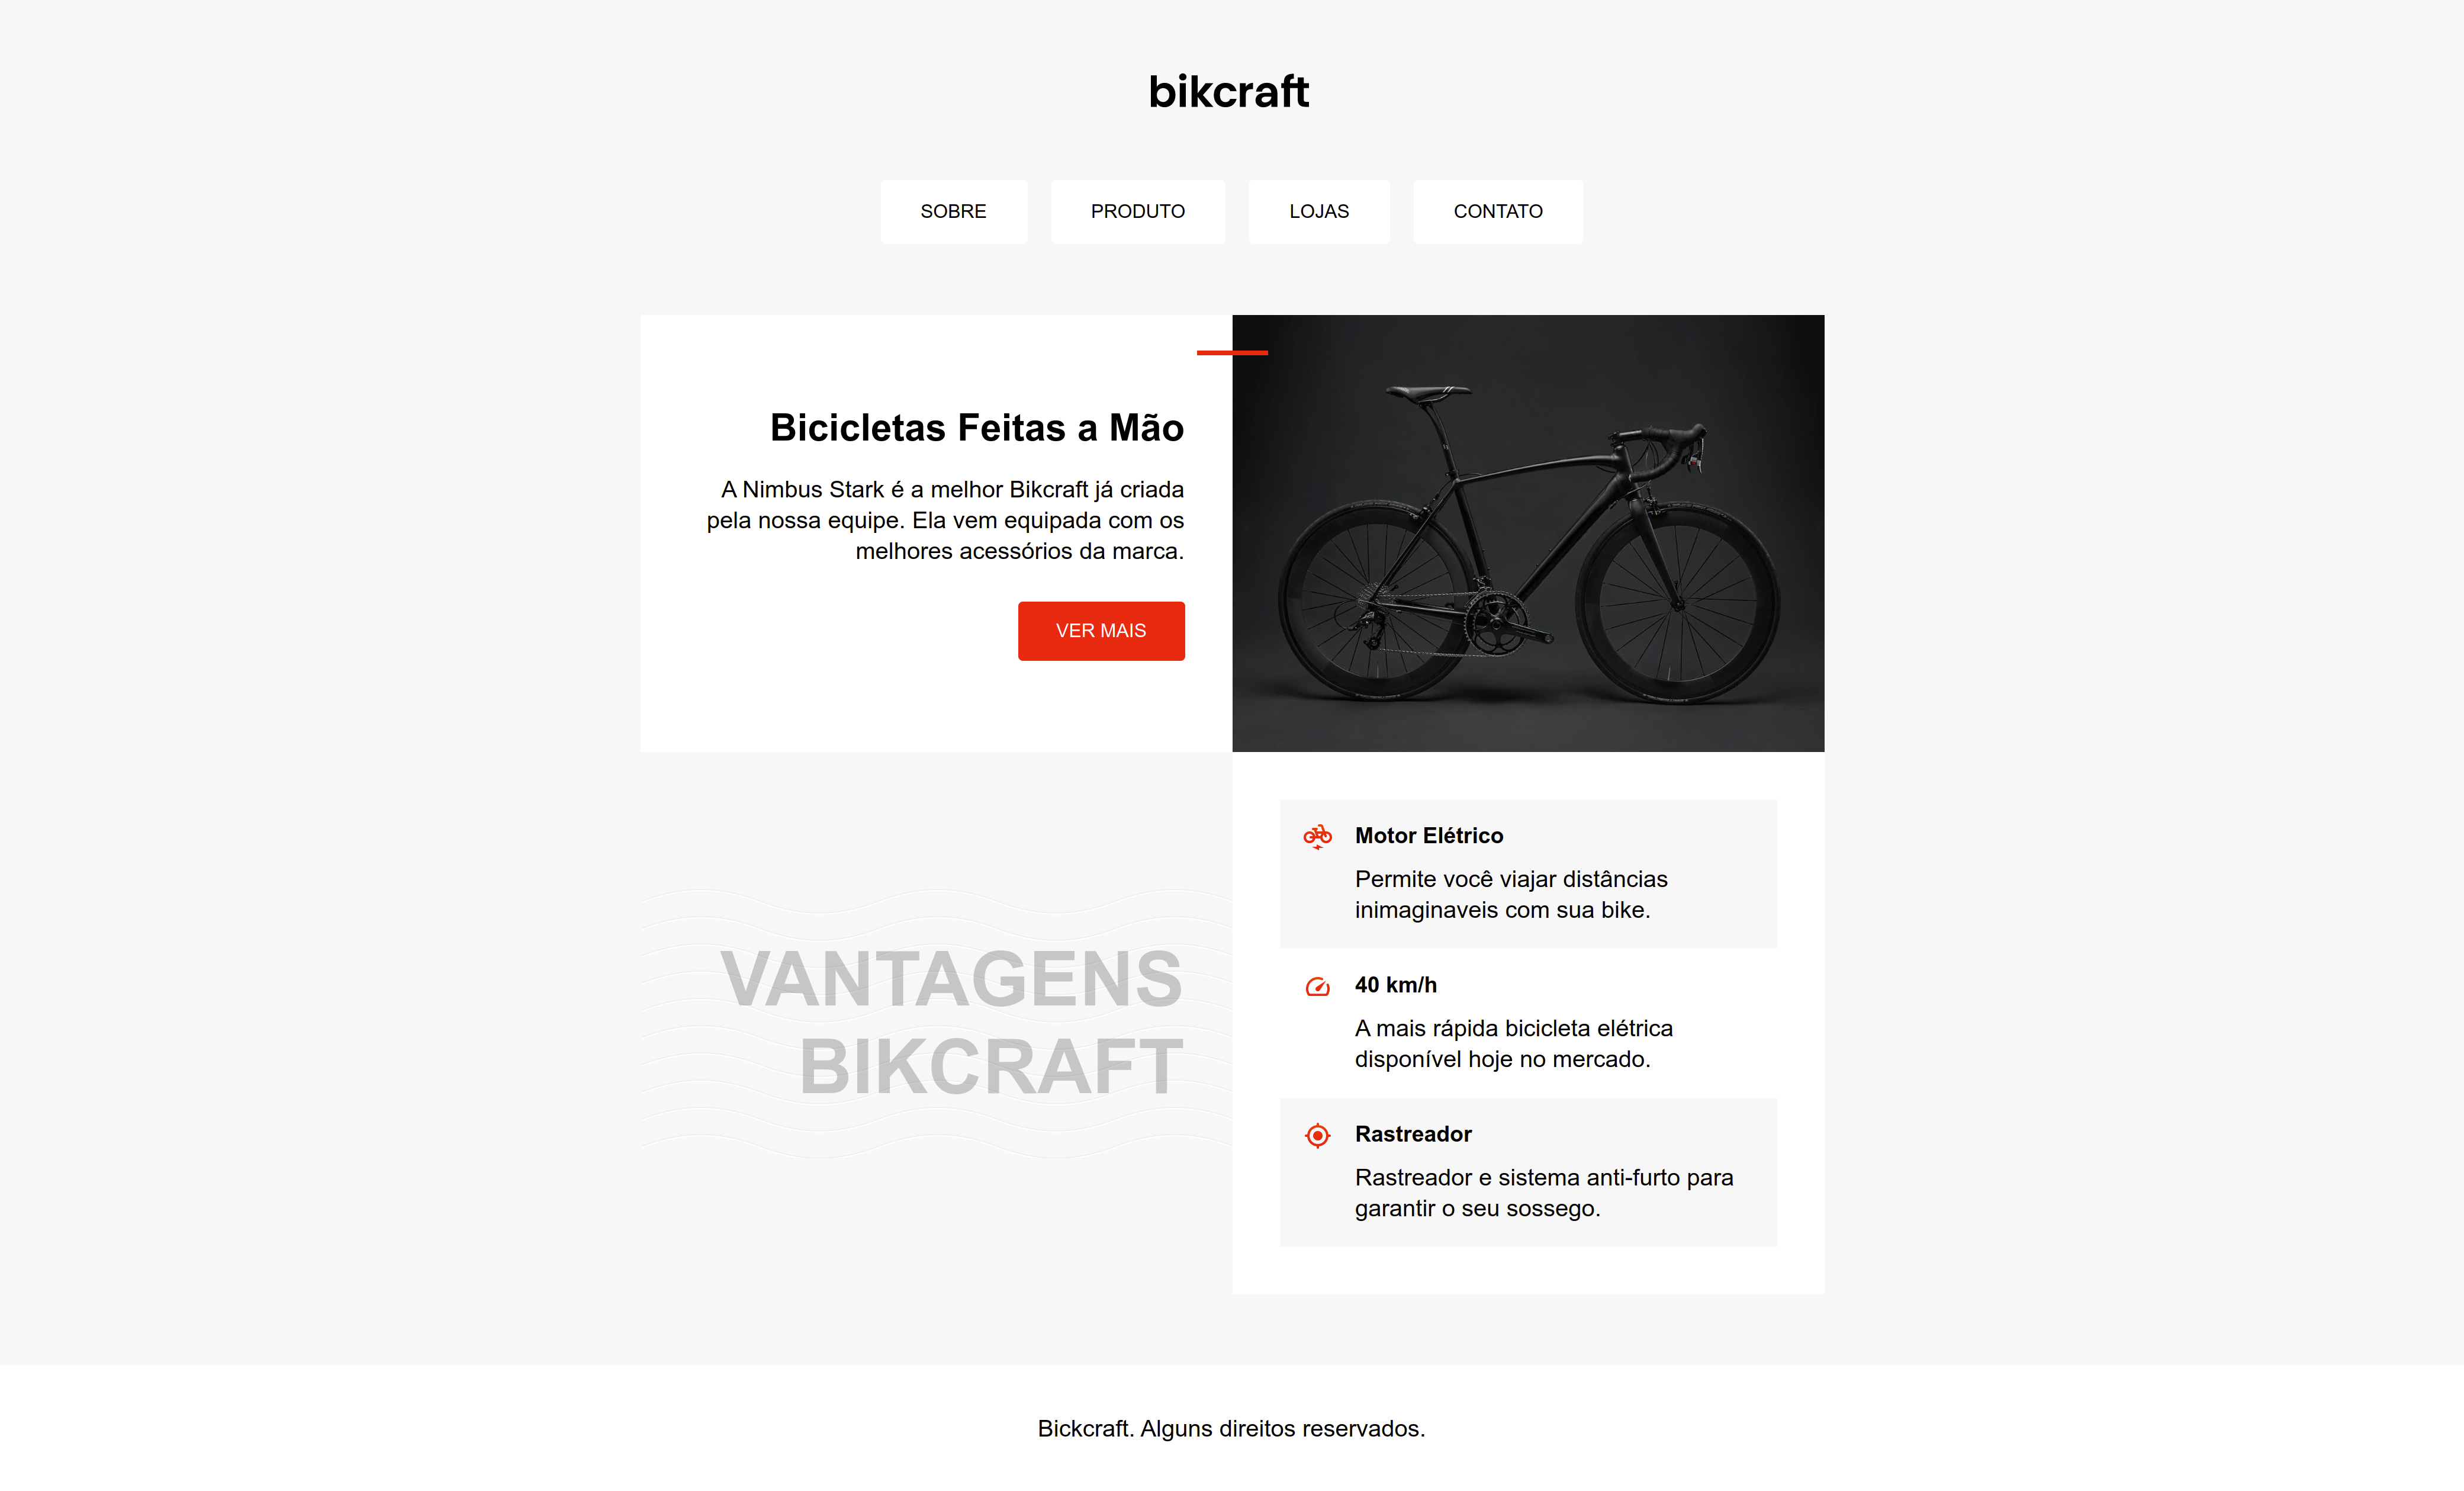 bikcraft
SOBRE
PRODUTO
LOJAS
CONTATO
Bicicletas Feitas a Mão
A Nimbus Stark é a melhor Bikcraft já criada
pela nossa equipe. Ela vem equipada com os
melhores acessórios da marca.
VER MAIS
VANTAGENS
BIKCRAFT
Motor Elétrico
Permite você viajar distâncias
inimaginaveis com sua bike.
40 km/h
A mais rápida bicicleta elétrica
disponível hoje no mercado.
Rastreador
Rastreador e sistema anti-furto para
garantir o seu sossego.
Bickcraft. Alguns direitos reservados.